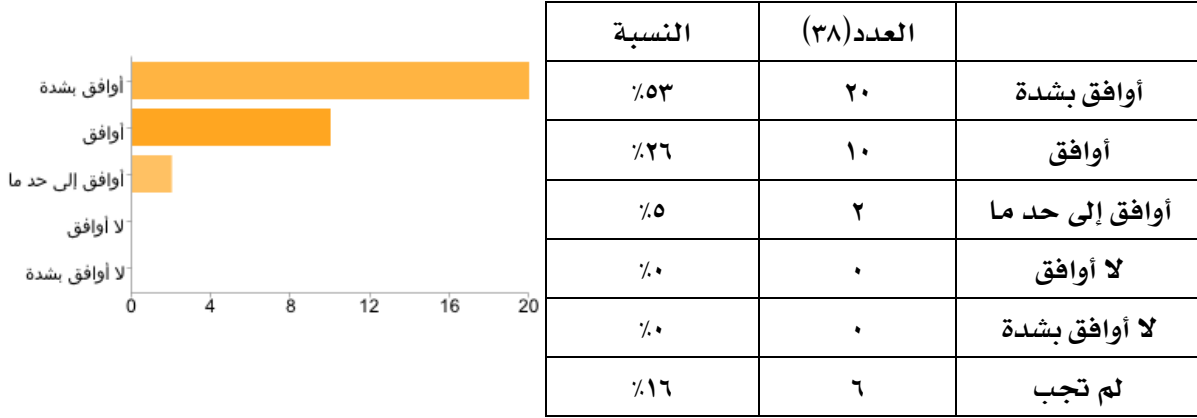 العدد(٣٨) النسبة
أوافق بشدة ٢٠ ٥٣٪
أوافق ١٠ ٢٦٪
أوافق إلى حد ما ٢ ٥٪
لا أوافق ٠ ٠٪
لا أوافق بشدة ٠ ٠٪
لم تجب ٦ ١٦٪
أوافق بشدة
أوافق
أوافق إلى حد ما
لا أوافق
لا أوافق بشدة
0 4 8 12 16 20